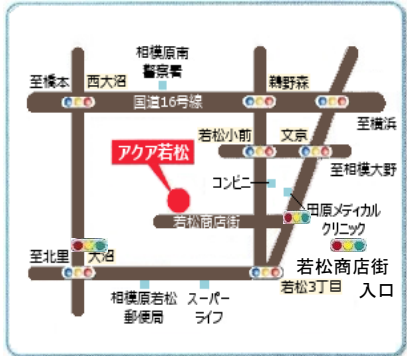 相模原南
警察署
至橋本
西大沼
鵜野森
国道16号線
至横浜
若松小前
文京
アクア若松
至相模大野
コンビニ
田原メディカル
クリニック
若松商店街
至北里
大沼
若松商店街
入口
若松3丁目
相模原若松
郵便局
スーパー
ライフ